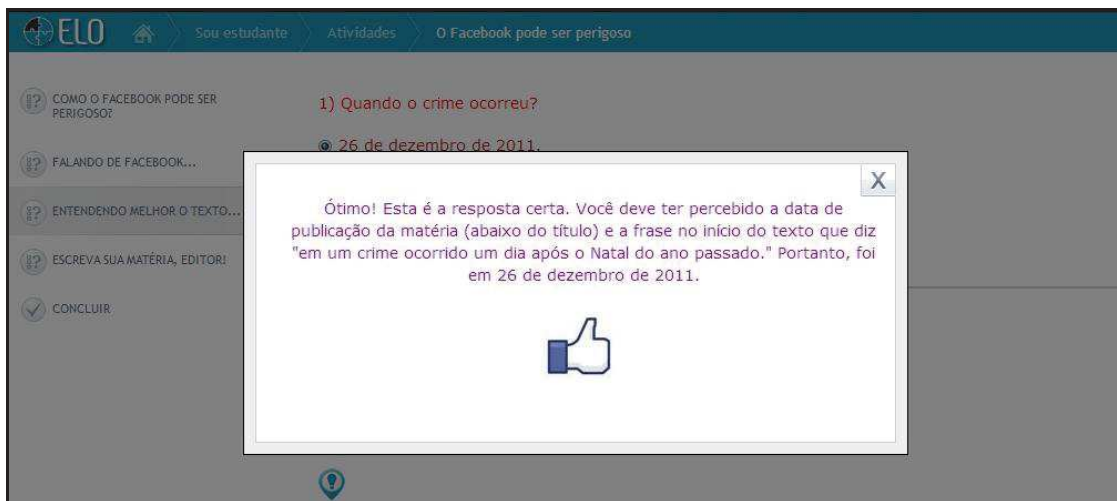 ELO Sou estudante Atividades O Facebook pode ser perigoso
COMO O FACEBOOK PODE SER
PERIGOSO?
FALANDO DE FACEBOOK...
ENTENDENDO MELHOR O TEXTO...
ESCREVA SUA MATÉRIA, EDITOR!
CONCLUIR
1) Quando o crime ocorreu?
26 de dezembro de 2011.
X
Ótimo! Esta é a resposta certa. Você deve ter percebido a data de
publicação da matéria (abaixo do título) e a frase no início do texto que diz
"em um crime ocorrido um dia após o Natal do ano passado." Portanto, foi
em 26 de dezembro de 2011.